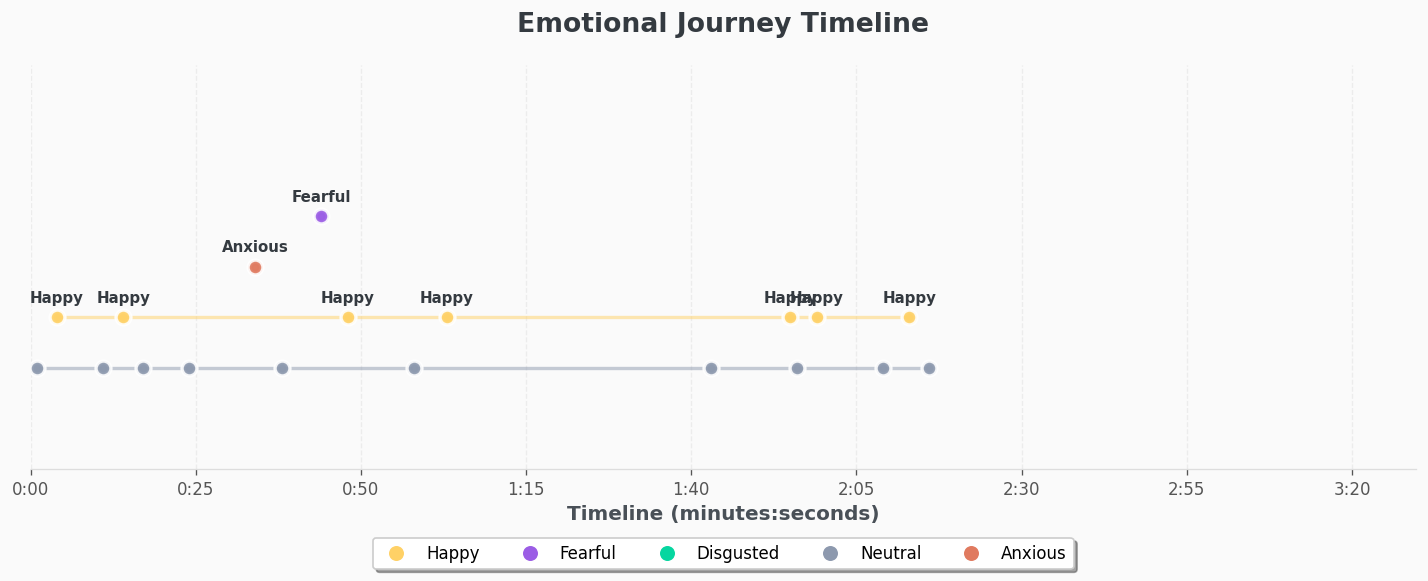 Emotional Journey Timeline
Fearful
Anxious
Happy Happy Happy Happy Happy Happy Happy
0:00 0:25 0:50 1:15 1:40 2:05 2:30 2:55 3:20
Timeline (minutes:seconds)
Happy Fearful Disgusted Neutral Anxious